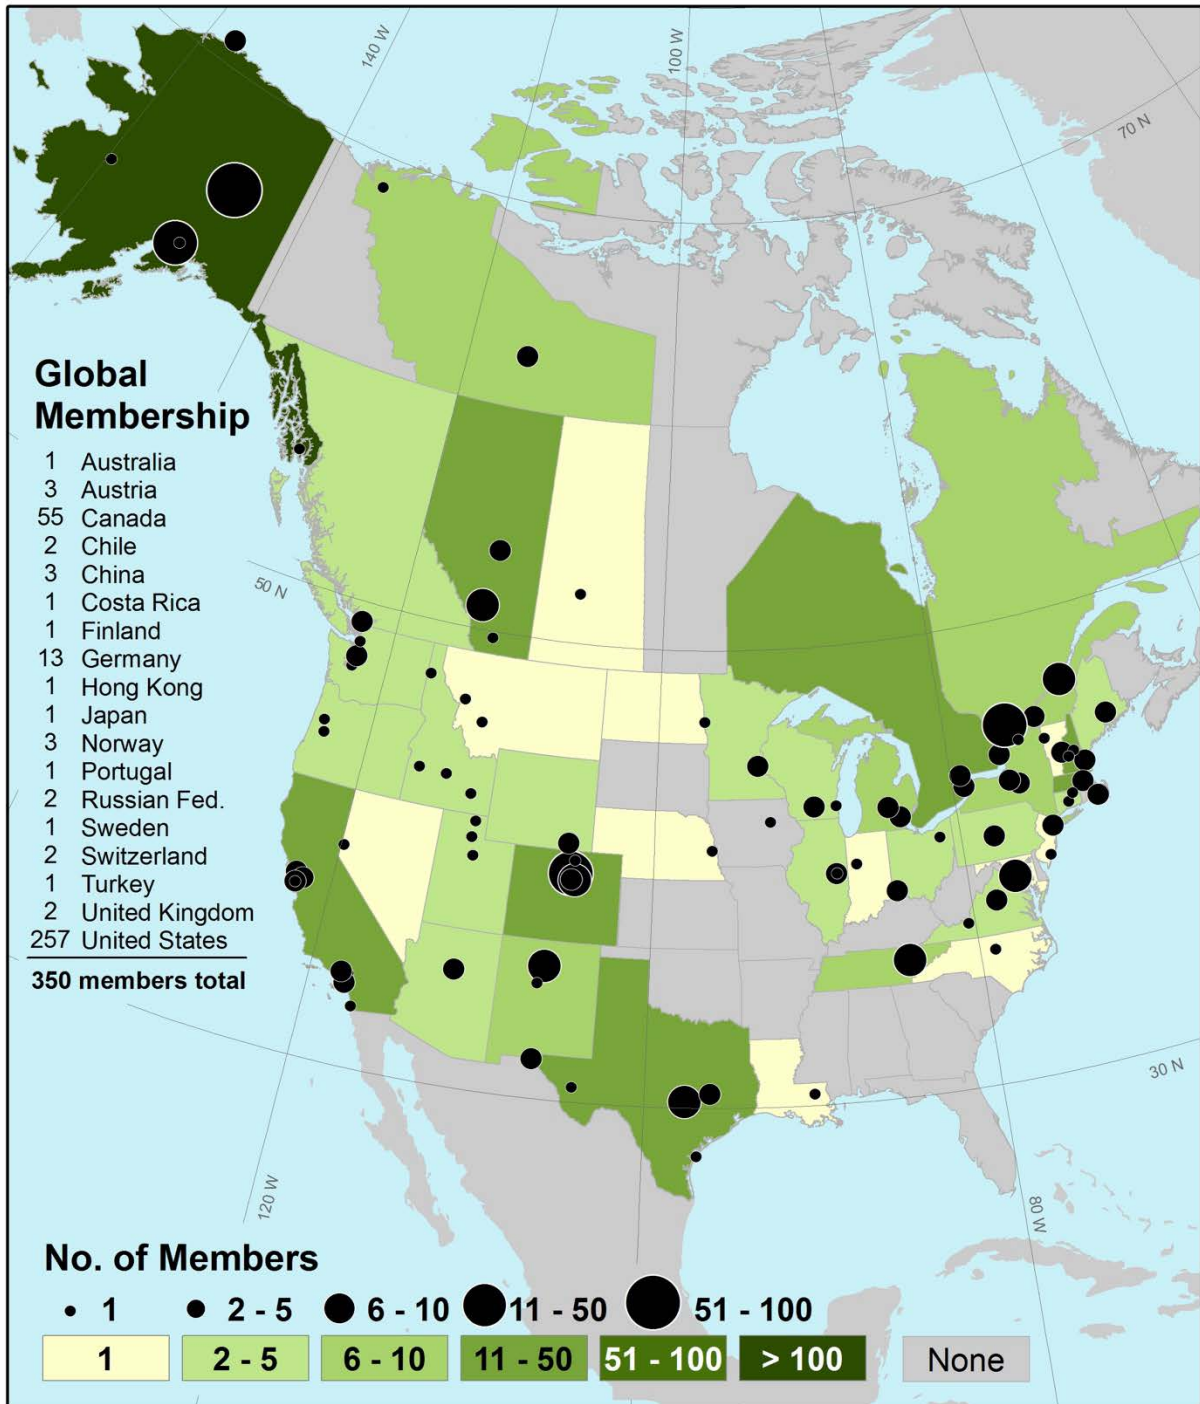 140 W
100 W
70 N
Global
Membership
1 Australia
3 Austria
55 Canada
2 Chile
3 China
1 Costa Rica
1 Finland
13 Germany
1 Hong Kong
1 Japan
3 Norway
1 Portugal
2 Russian Fed.
1 Sweden
2 Switzerland
1 Turkey
2 United Kingdom
257 United States
350 members total
50 N
30 N
120 W
80 W
No. of Members
1 2 - 5 6 - 10 11 - 50 51 - 100
1 2 - 5 6 - 10 11 - 50 51 - 100 > 100 None